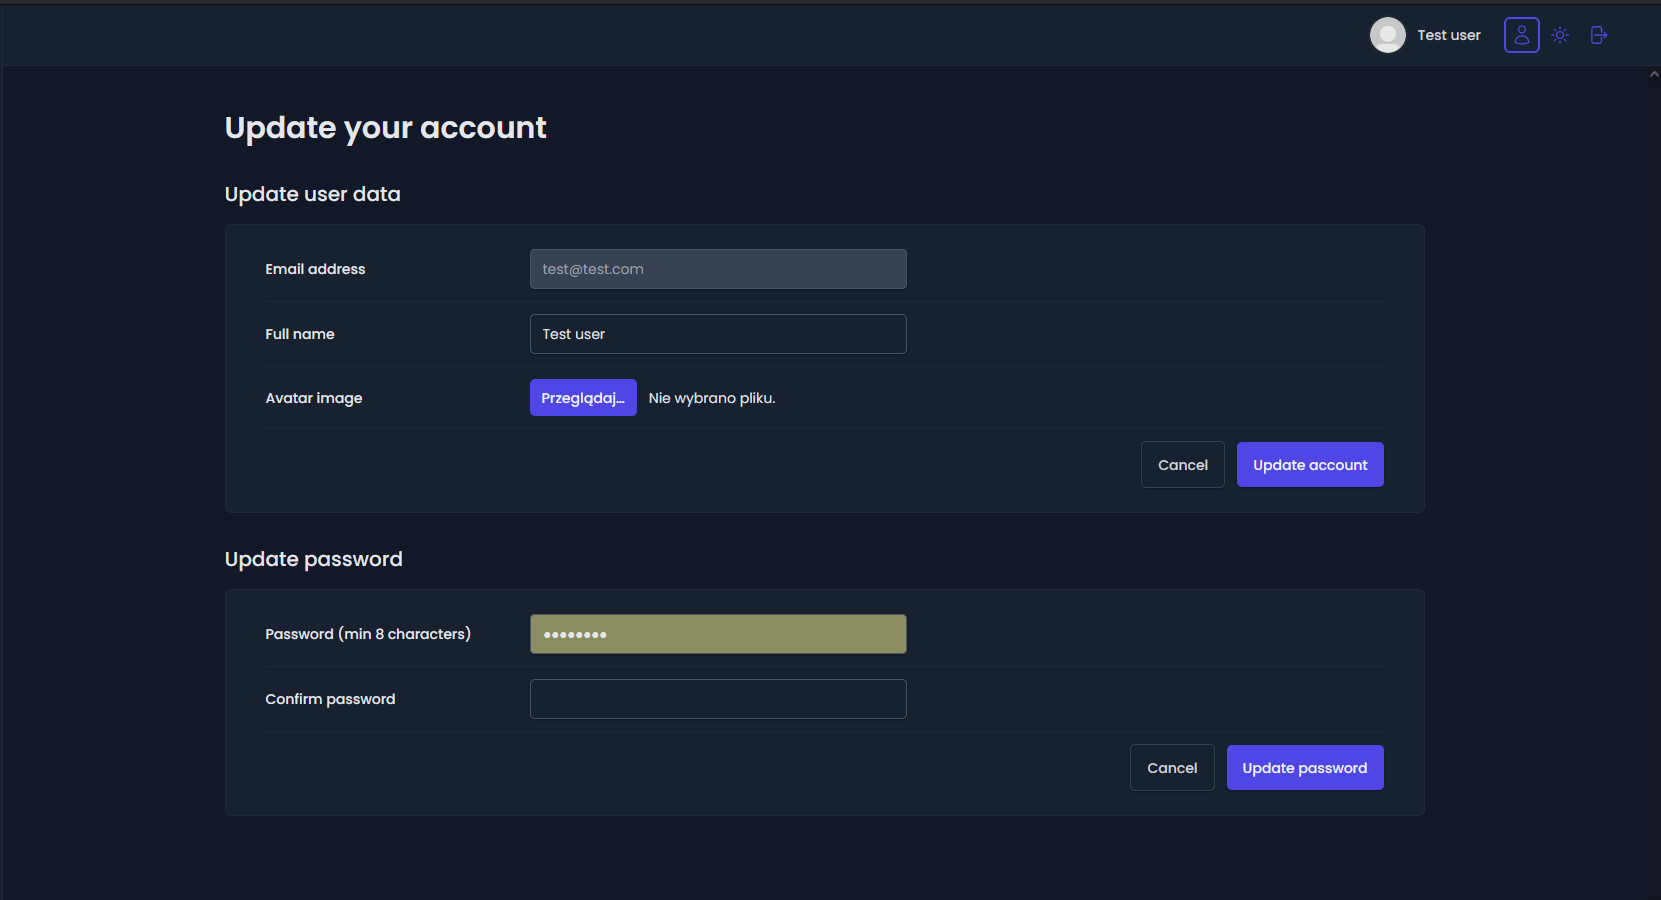 Test user
Update your account
Update user data
Email address
test@test.com
Full name
Test user
Avatar image
Przeglądaj...
Nie wybrano pliku.
Cancel
Update account
Update password
Password (min 8 characters)
●●●●●●●●
Confirm password
Cancel
Update password